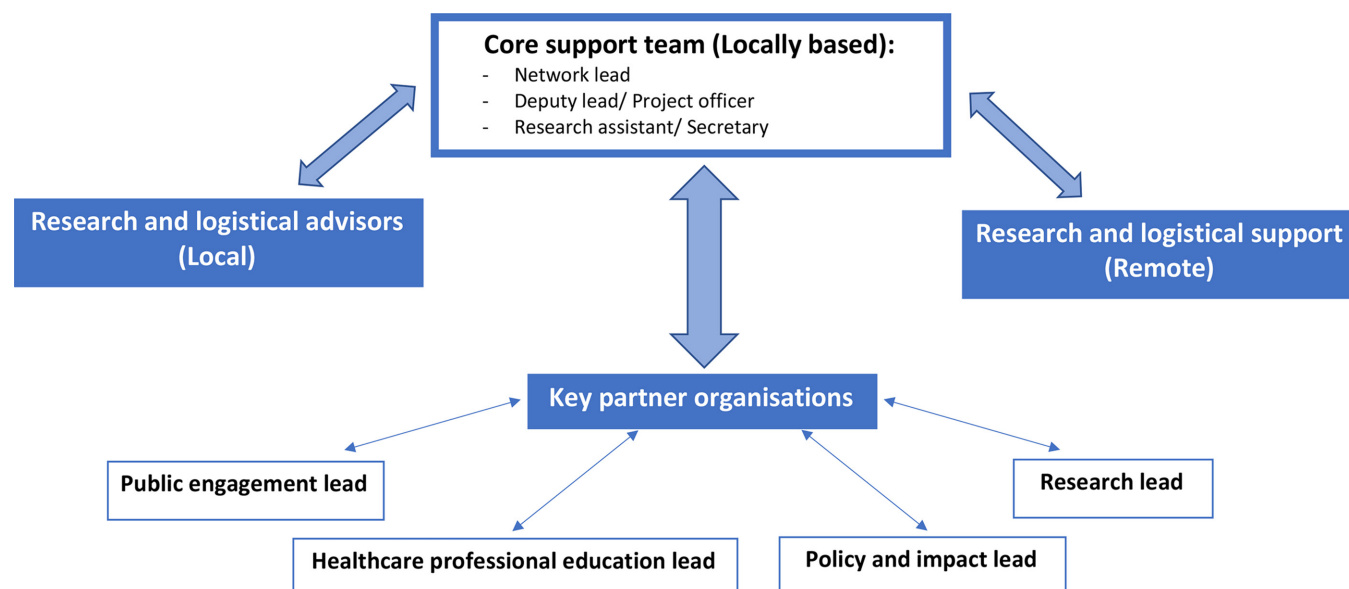 Core support team (Locally based):
- Network lead
- Deputy lead/ Project officer
- Research assistant/ Secretary
Research and logistical advisors
(Local)
Research and logistical support
(Remote)
Key partner organisations
Public engagement lead
Research lead
Healthcare professional education lead
Policy and impact lead